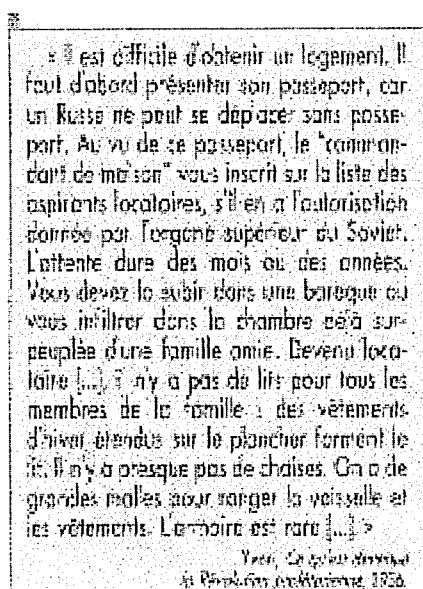 « Il est difficile d'obtenir un logement. Il
faut d'abord présenter son passeport, car
un Russe ne peut se déplacer sans passe-
port. Au vu de ce passeport, le "comman-
dant de maison" vous inscrit sur la liste des
aspirants locataires, s'il en a l'autorisation
donnée par l'organe supérieur du Soviet.
L'attente dure des mois ou des années.
Vous devez la subir dans une baraque ou
vous infiltrer dans la chambre déjà sur-
peuplée d'une famille amie. Devenu loca-
taire [...], il n'y a pas de lits pour tous les
membres de la famille : des vêtements
d'hiver étendus sur le plancher forment le
lit. Il n'y a presque pas de chaises. On a de
grandes malles pour ranger la vaisselle et
les vêtements. L'armoire est rare [...] »
Yvon, Ce qu'est devenue
la Révolution 1936.